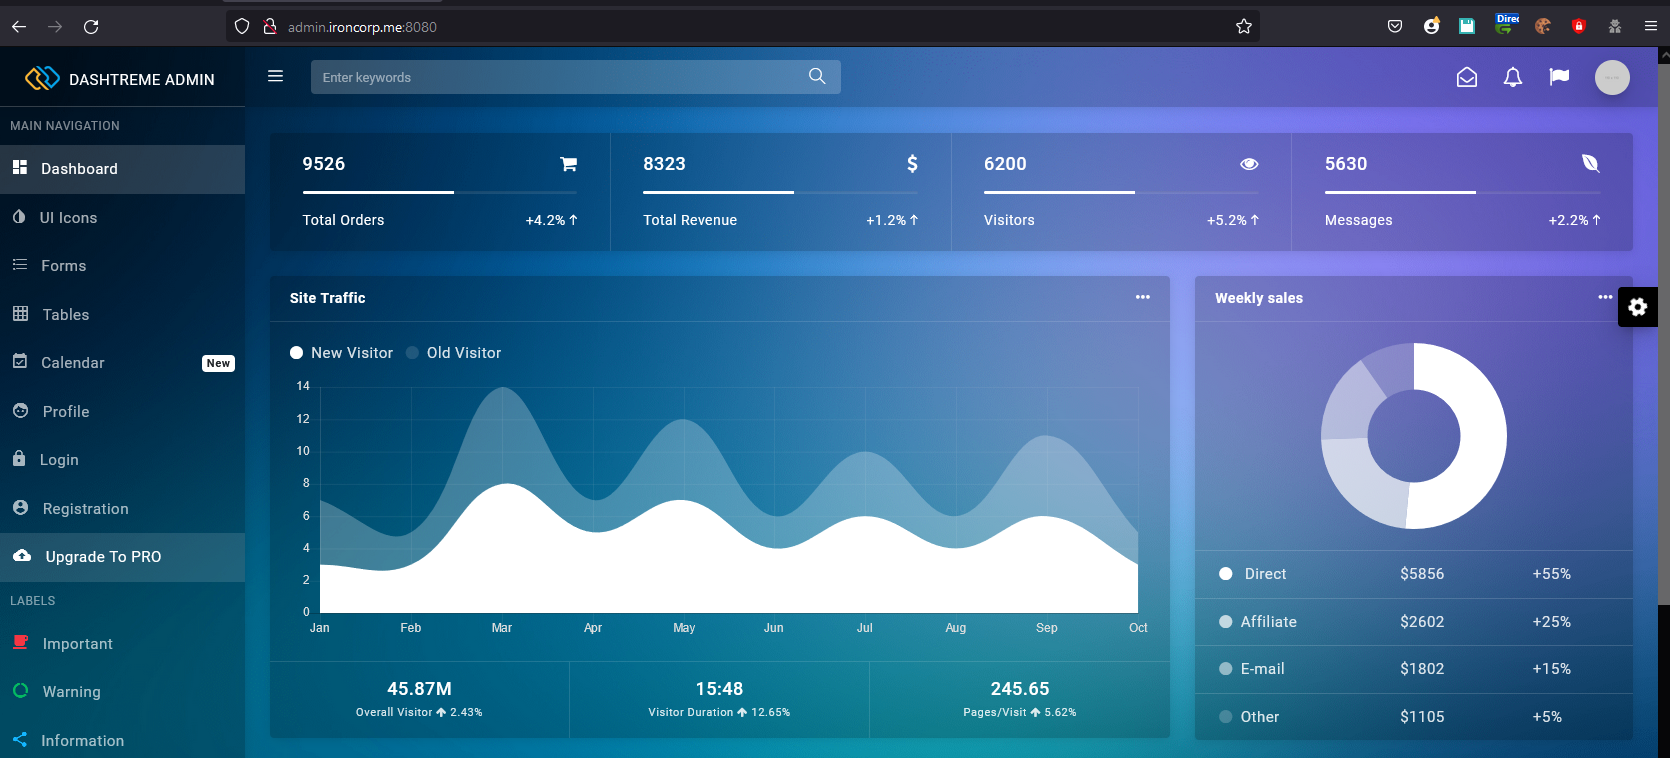 admin.ironcorp.me:8080
Direc
DASHTREME ADMIN
Enter keywords
MAIN NAVIGATION
Dashboard
UI Icons
Forms
Tables
Calendar
New
Profile
Login
Registration
Upgrade To PRO
LABELS
Important
Warning
Information
9526
Total Orders +4.2%
8323
Total Revenue +1.2%
6200
Visitors +5.2%
5630
Messages +2.2%
Site Traffic
New Visitor Old Visitor
14
12
10
8
6
4
2
0
Jan Feb Mar Apr May Jun Jul Aug Sep Oct
45.87M
Overall Visitor 2.43%
15:48
Visitor Duration 12.65%
245.65
Pages/Visit 5.62%
Weekly sales
Direct $5856 +55%
Affiliate $2602 +25%
E-mail $1802 +15%
Other $1105 +5%